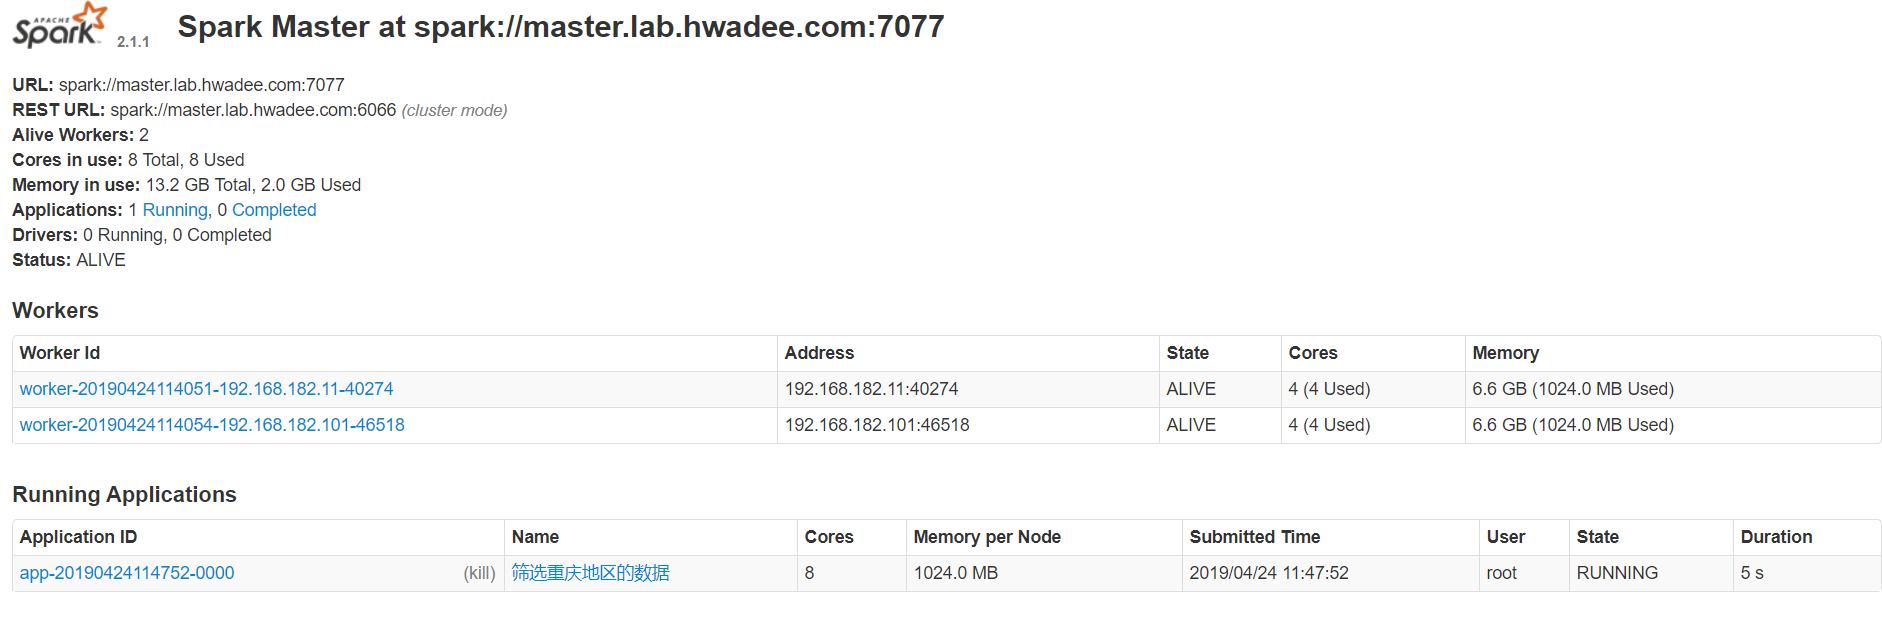 APACHE
Spark 2.1.1 Spark Master at spark://master.lab.hwadee.com:7077
URL: spark://master.lab.hwadee.com:7077
REST URL: spark://master.lab.hwadee.com:6066 (cluster mode)
Alive Workers: 2
Cores in use: 8 Total, 8 Used
Memory in use: 13.2 GB Total, 2.0 GB Used
Applications: 1 Running, 0 Completed
Drivers: 0 Running, 0 Completed
Status: ALIVE
Workers
Worker Id Address State Cores Memory
worker-20190424114051-192.168.182.11-40274 192.168.182.11:40274 ALIVE 4 (4 Used) 6.6 GB (1024.0 MB Used)
worker-20190424114054-192.168.182.101-46518 192.168.182.101:46518 ALIVE 4 (4 Used) 6.6 GB (1024.0 MB Used)
Running Applications
Application ID Name Cores Memory per Node Submitted Time User State Duration
app-20190424114752-0000 (kill) 筛选重庆地区的数据 8 1024.0 MB 2019/04/24 11:47:52 root RUNNING 5 s